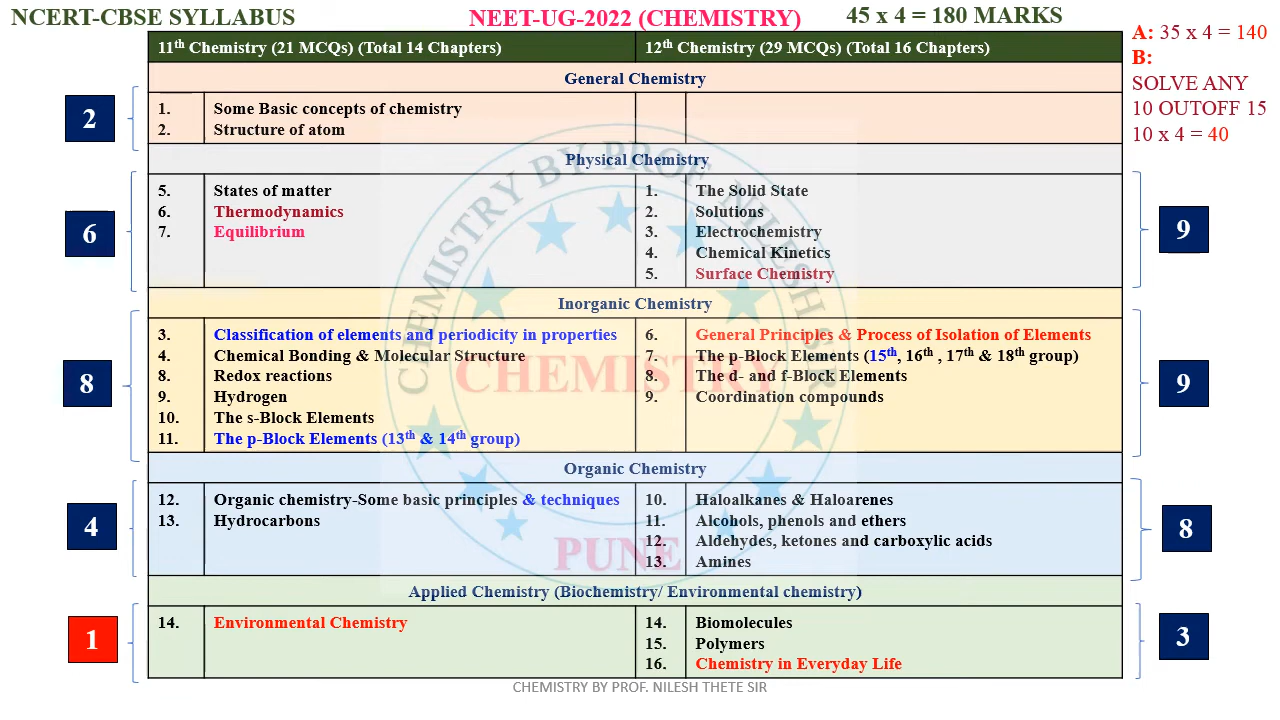 NCERT-CBSE SYLLABUS NEET-UG-2022 (CHEMISTRY) 45 x 4 = 180 MARKS
A: 35 x 4 = 140
B:
SOLVE ANY
10 OUTOFF 15
10 x 4 = 40
11th Chemistry (21 MCQs) (Total 14 Chapters) 12th Chemistry (29 MCQs) (Total 16 Chapters)
General Chemistry
2
1. Some Basic concepts of chemistry
2. Structure of atom
Physical Chemistry
6
5. States of matter 1. The Solid State
6. Thermodynamics 2. Solutions
7. Equilibrium 3. Electrochemistry
4. Chemical Kinetics
5. Surface Chemistry
9
Inorganic Chemistry
8
3. Classification of elements and periodicity in properties 6. General Principles & Process of Isolation of Elements
4. Chemical Bonding & Molecular Structure 7. The p-Block Elements (15th, 16th , 17th & 18th group)
8. Redox reactions 8. The d- and f-Block Elements
9. Hydrogen 9. Coordination compounds
10. The s-Block Elements
11. The p-Block Elements (13th & 14th group)
9
Organic Chemistry
4
12. Organic chemistry-Some basic principles & techniques 10. Haloalkanes & Haloarenes
13. Hydrocarbons 11. Alcohols, phenols and ethers
12. Aldehydes, ketones and carboxylic acids
13. Amines
8
Applied Chemistry (Biochemistry/ Environmental chemistry)
1
14. Environmental Chemistry 14. Biomolecules
15. Polymers
16. Chemistry in Everyday Life
3
CHEMISTRY BY PROF. NILESH THETE SIR
CHEMISTRY BY PROF NILESH SIR
CHEMISTRY
PUNE